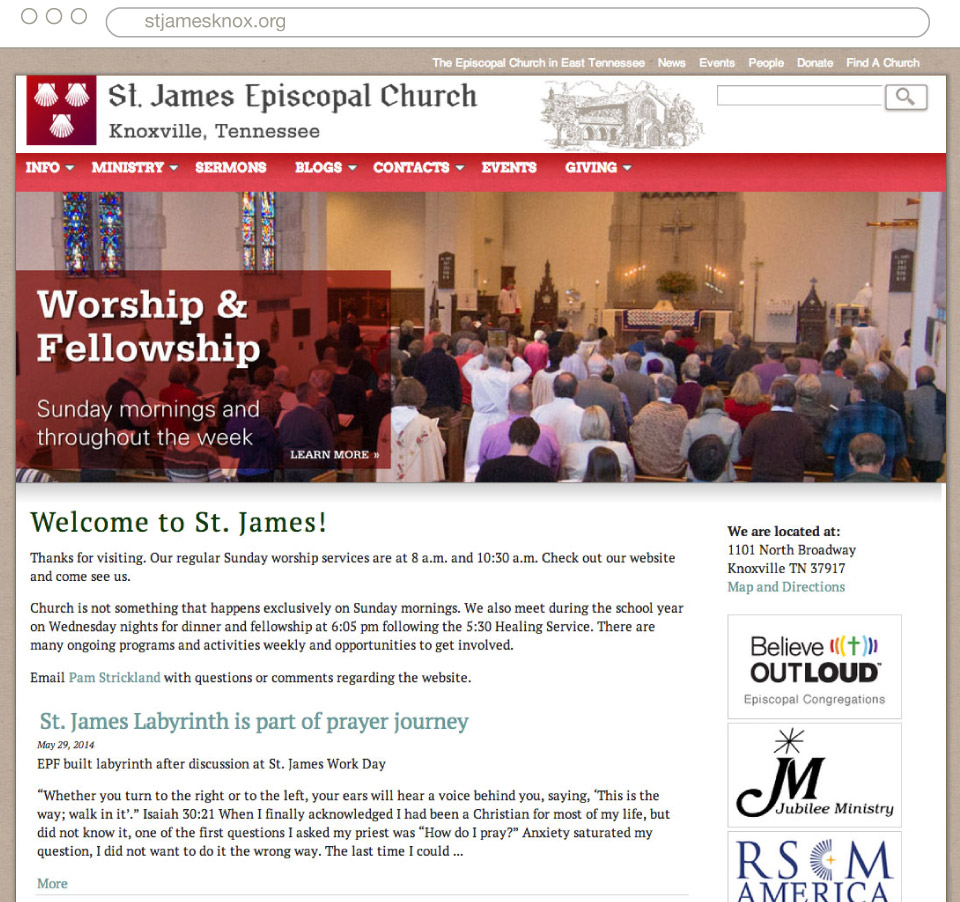 stjamesknox.org
The Episcopal Church in East Tennessee News Events People Donate Find A Church
St. James Episcopal Church
Knoxville, Tennessee
INFO MINISTRY SERMONS BLOGS CONTACTS EVENTS GIVING
Worship &
Fellowship
Sunday mornings and
throughout the week
LEARN MORE »
Welcome to St. James!
Thanks for visiting. Our regular Sunday worship services are at 8 a.m. and 10:30 a.m. Check out our website
and come see us.
Church is not something that happens exclusively on Sunday mornings. We also meet during the school year
on Wednesday nights for dinner and fellowship at 6:05 pm following the 5:30 Healing Service. There are
many ongoing programs and activities weekly and opportunities to get involved.
Email Pam Strickland with questions or comments regarding the website.
St. James Labyrinth is part of prayer journey
May 29, 2014
EPF built labyrinth after discussion at St. James Work Day
“Whether you turn to the right or to the left, your ears will hear a voice behind you, saying, ‘This is the
way; walk in it’.” Isaiah 30:21 When I finally acknowledged I had been a Christian for most of my life, but
did not know it, one of the first questions I asked my priest was “How do I pray?” Anxiety saturated my
question, I did not want to do it the wrong way. The last time I could ...
More
We are located at:
1101 North Broadway
Knoxville TN 37917
Map and Directions
Believe
OUTLOUD™
Episcopal Congregations
JM
Jubilee Ministry
RSCM
AMERICA